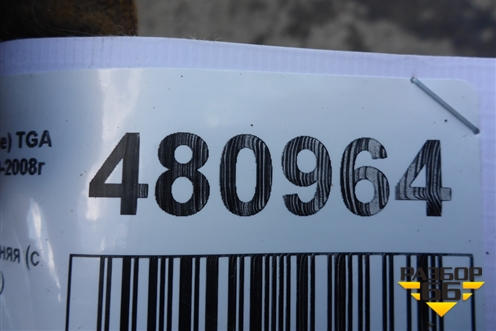 е) TGA
-2008г
480964
няя (с
)
РАЗБОР
66